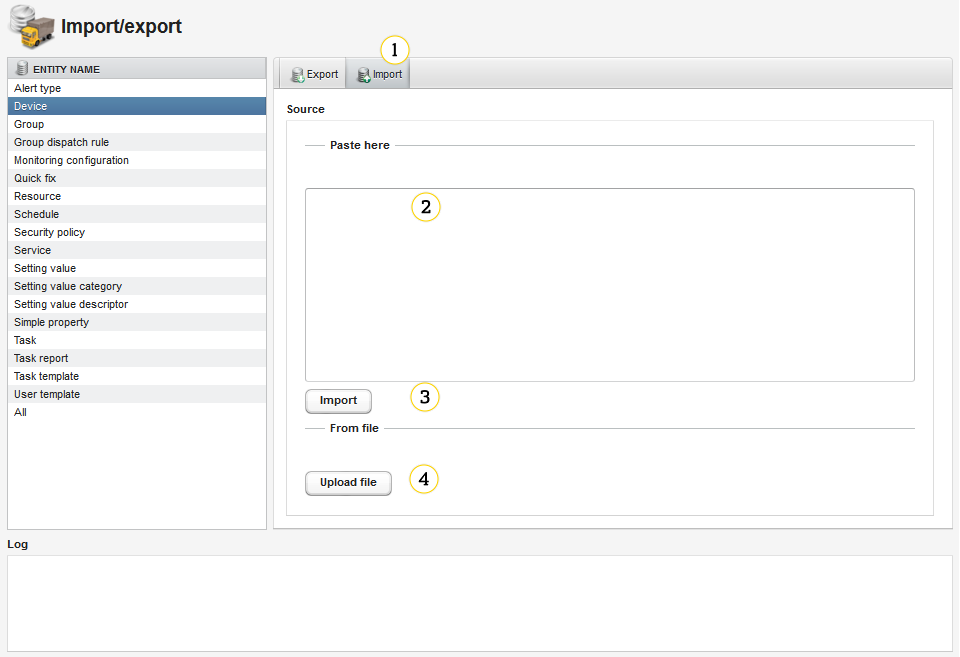 Import/export
1
ENTITY NAME
Alert type
Device
Group
Group dispatch rule
Monitoring configuration
Quick fix
Resource
Schedule
Security policy
Service
Setting value
Setting value category
Setting value descriptor
Simple property
Task
Task report
Task template
User template
All
Export
Import
Source
Paste here
2
Import
3
From file
Upload file
4
Log